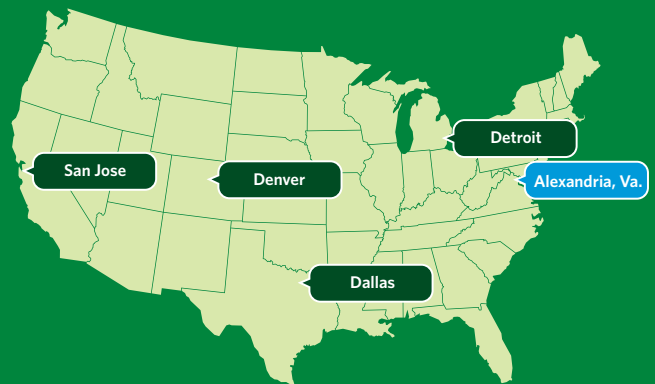 Detroit
San Jose
Denver
Alexandria, Va.
Dallas